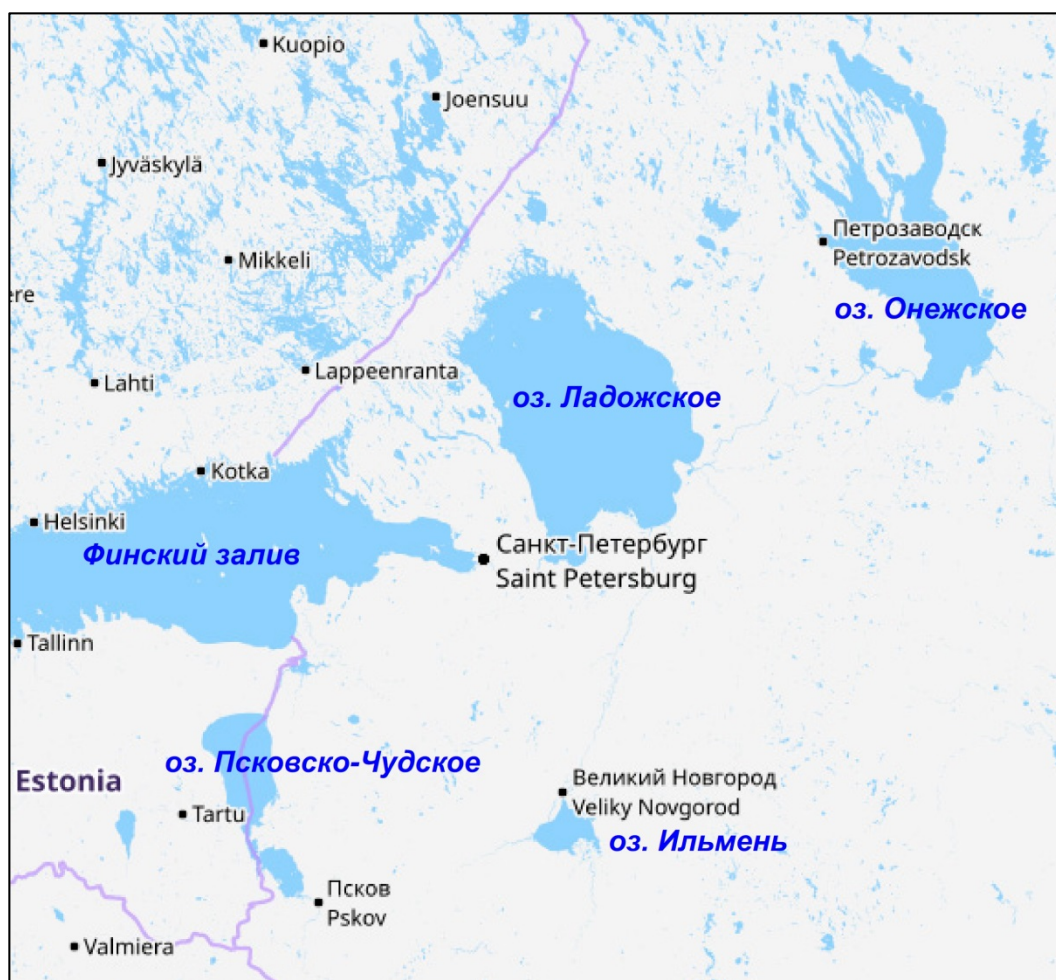 Kuopio
Joensuu
Jyväskylä
Петрозаводск
Petrozavodsk
Mikkeli
ere
оз. Онежское
Lappeenranta
Lahti
оз. Ладожское
Kotka
Helsinki
Финский залив
Санкт-Петербург
Saint Petersburg
Tallinn
оз. Псковско-Чудское
Estonia
Великий Новгород
Veliky Novgorod
Tartu
оз. Ильмень
Псков
Pskov
Valmiera